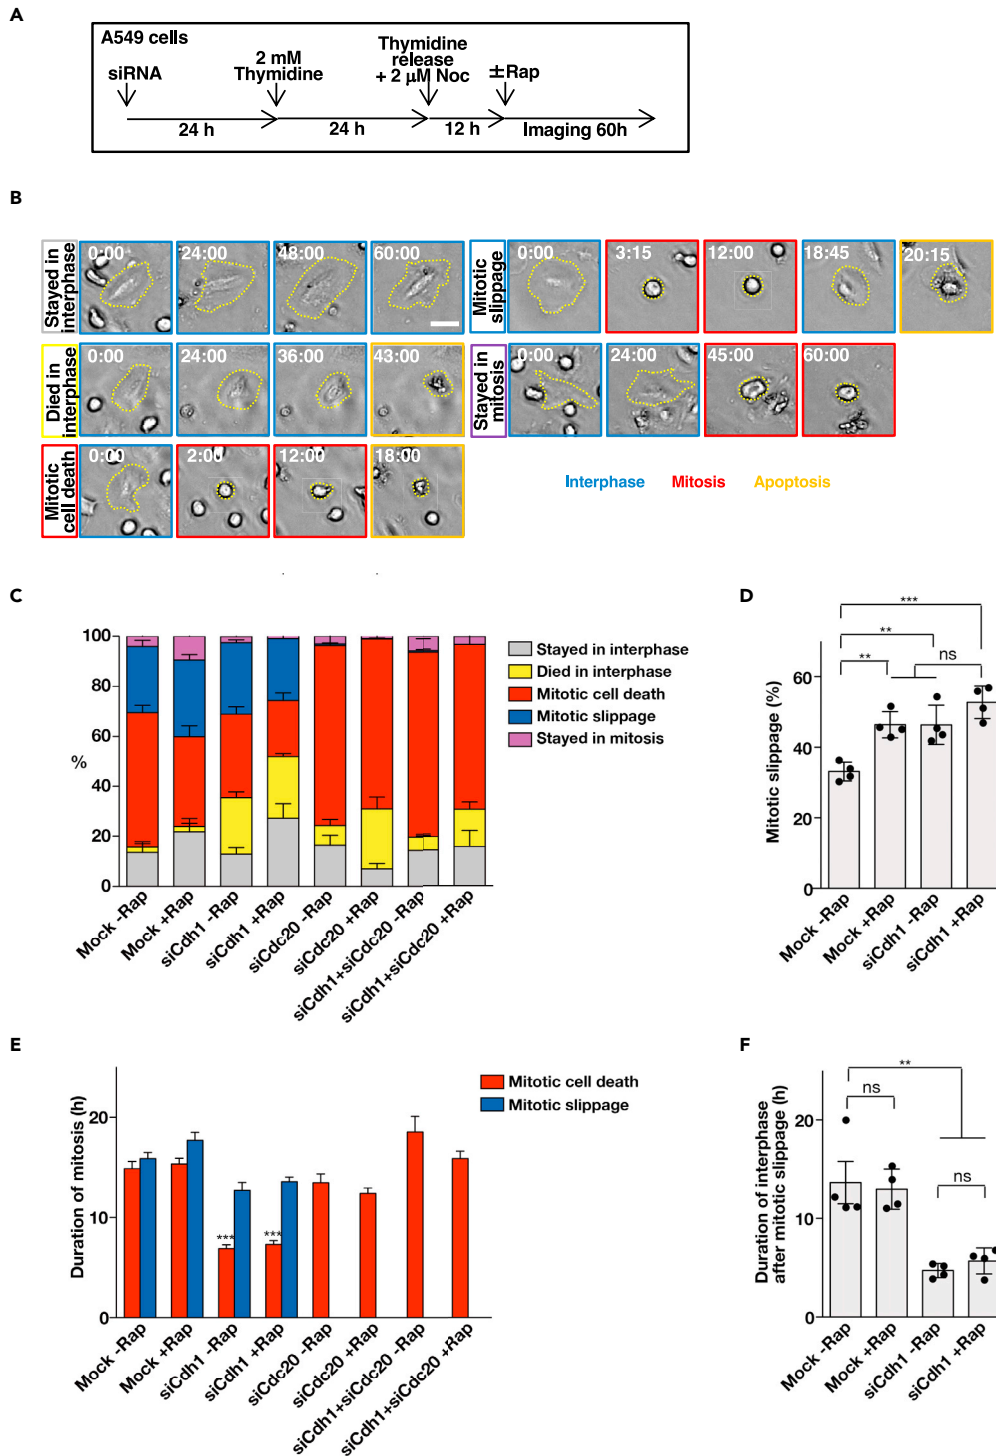 A
A549 cells
siRNA
2 mM
Thymidine
Thymidine
release
+ 2 μM Noc
±Rap
24 h
24 h
12 h
Imaging 60h
B
Stayed in
interphase
0:00
24:00
48:00
60:00
Mitotic
slippage
0:00
3:15
12:00
18:45
20:15
Died in
interphase
0:00
24:00
36:00
43:00
Stayed in
mitosis
0:00
24:00
45:00
60:00
Mitotic
cell death
0:00
2:00
12:00
18:00
Interphase
Mitosis
Apoptosis
C
100
80
60
%
40
20
0
Stayed in interphase
Died in interphase
Mitotic cell death
Mitotic slippage
Stayed in mitosis
Mock -Rap
Mock +Rap
siCdh1 -Rap
siCdh1 +Rap
siCdc20 -Rap
siCdc20 +Rap
siCdh1+siCdc20 -Rap
siCdh1+siCdc20 +Rap
D
Mitotic slippage (%)
60
40
20
0
***
**
**
ns
Mock -Rap
Mock +Rap
siCdh1 -Rap
siCdh1 +Rap
E
Duration of mitosis (h)
20
10
0
***
***
Mitotic cell death
Mitotic slippage
Mock -Rap
Mock +Rap
siCdh1 -Rap
siCdh1 +Rap
siCdc20 -Rap
siCdc20 +Rap
siCdh1+siCdc20 -Rap
siCdh1+siCdc20 +Rap
F
Duration of interphase
after mitotic slippage (h)
20
10
0
**
ns
ns
Mock -Rap
Mock +Rap
siCdh1 -Rap
siCdh1 +Rap